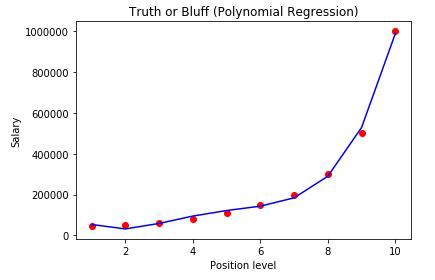 Truth or Bluff (Polynomial Regression)
1000000
800000
600000
400000
200000
0
Salary
2 4 6 8 10
Position level